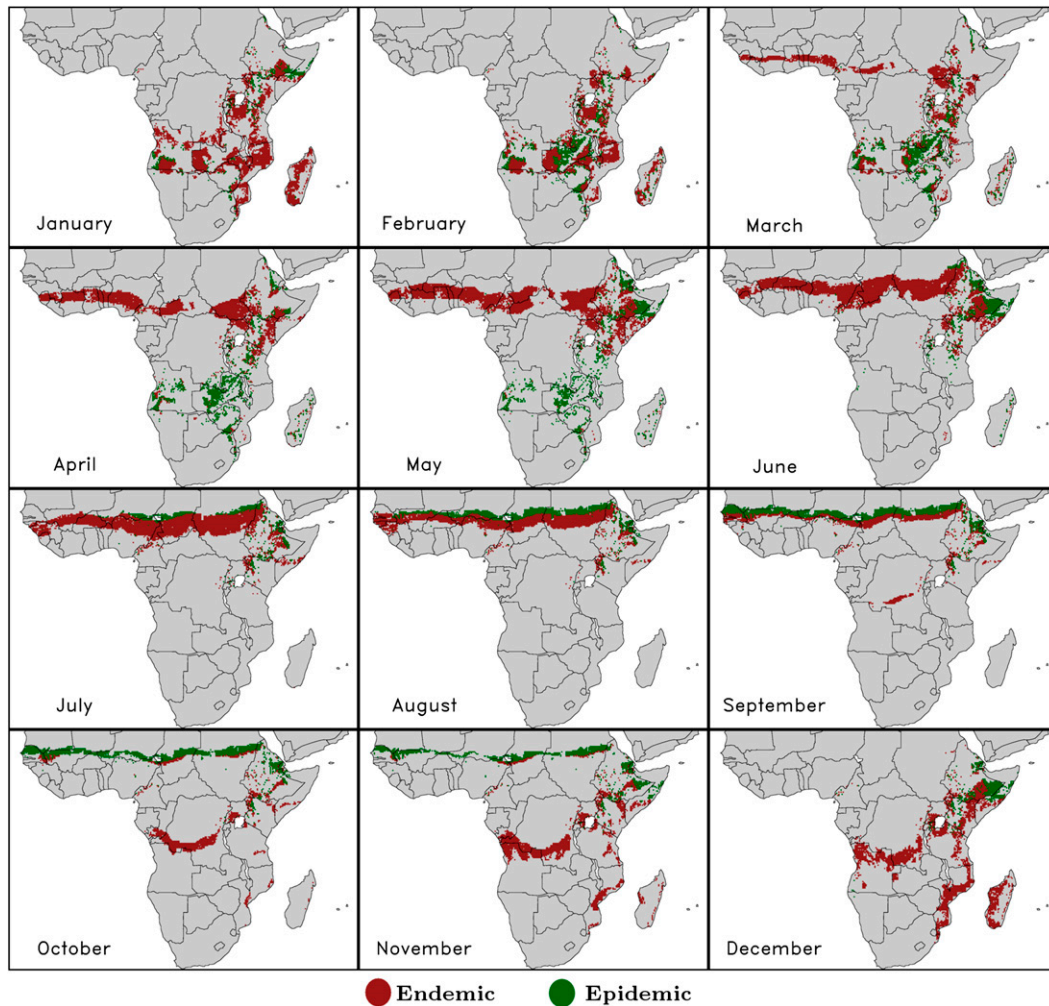 January
February
March
April
May
June
July
August
September
October
November
December
Endemic
Epidemic